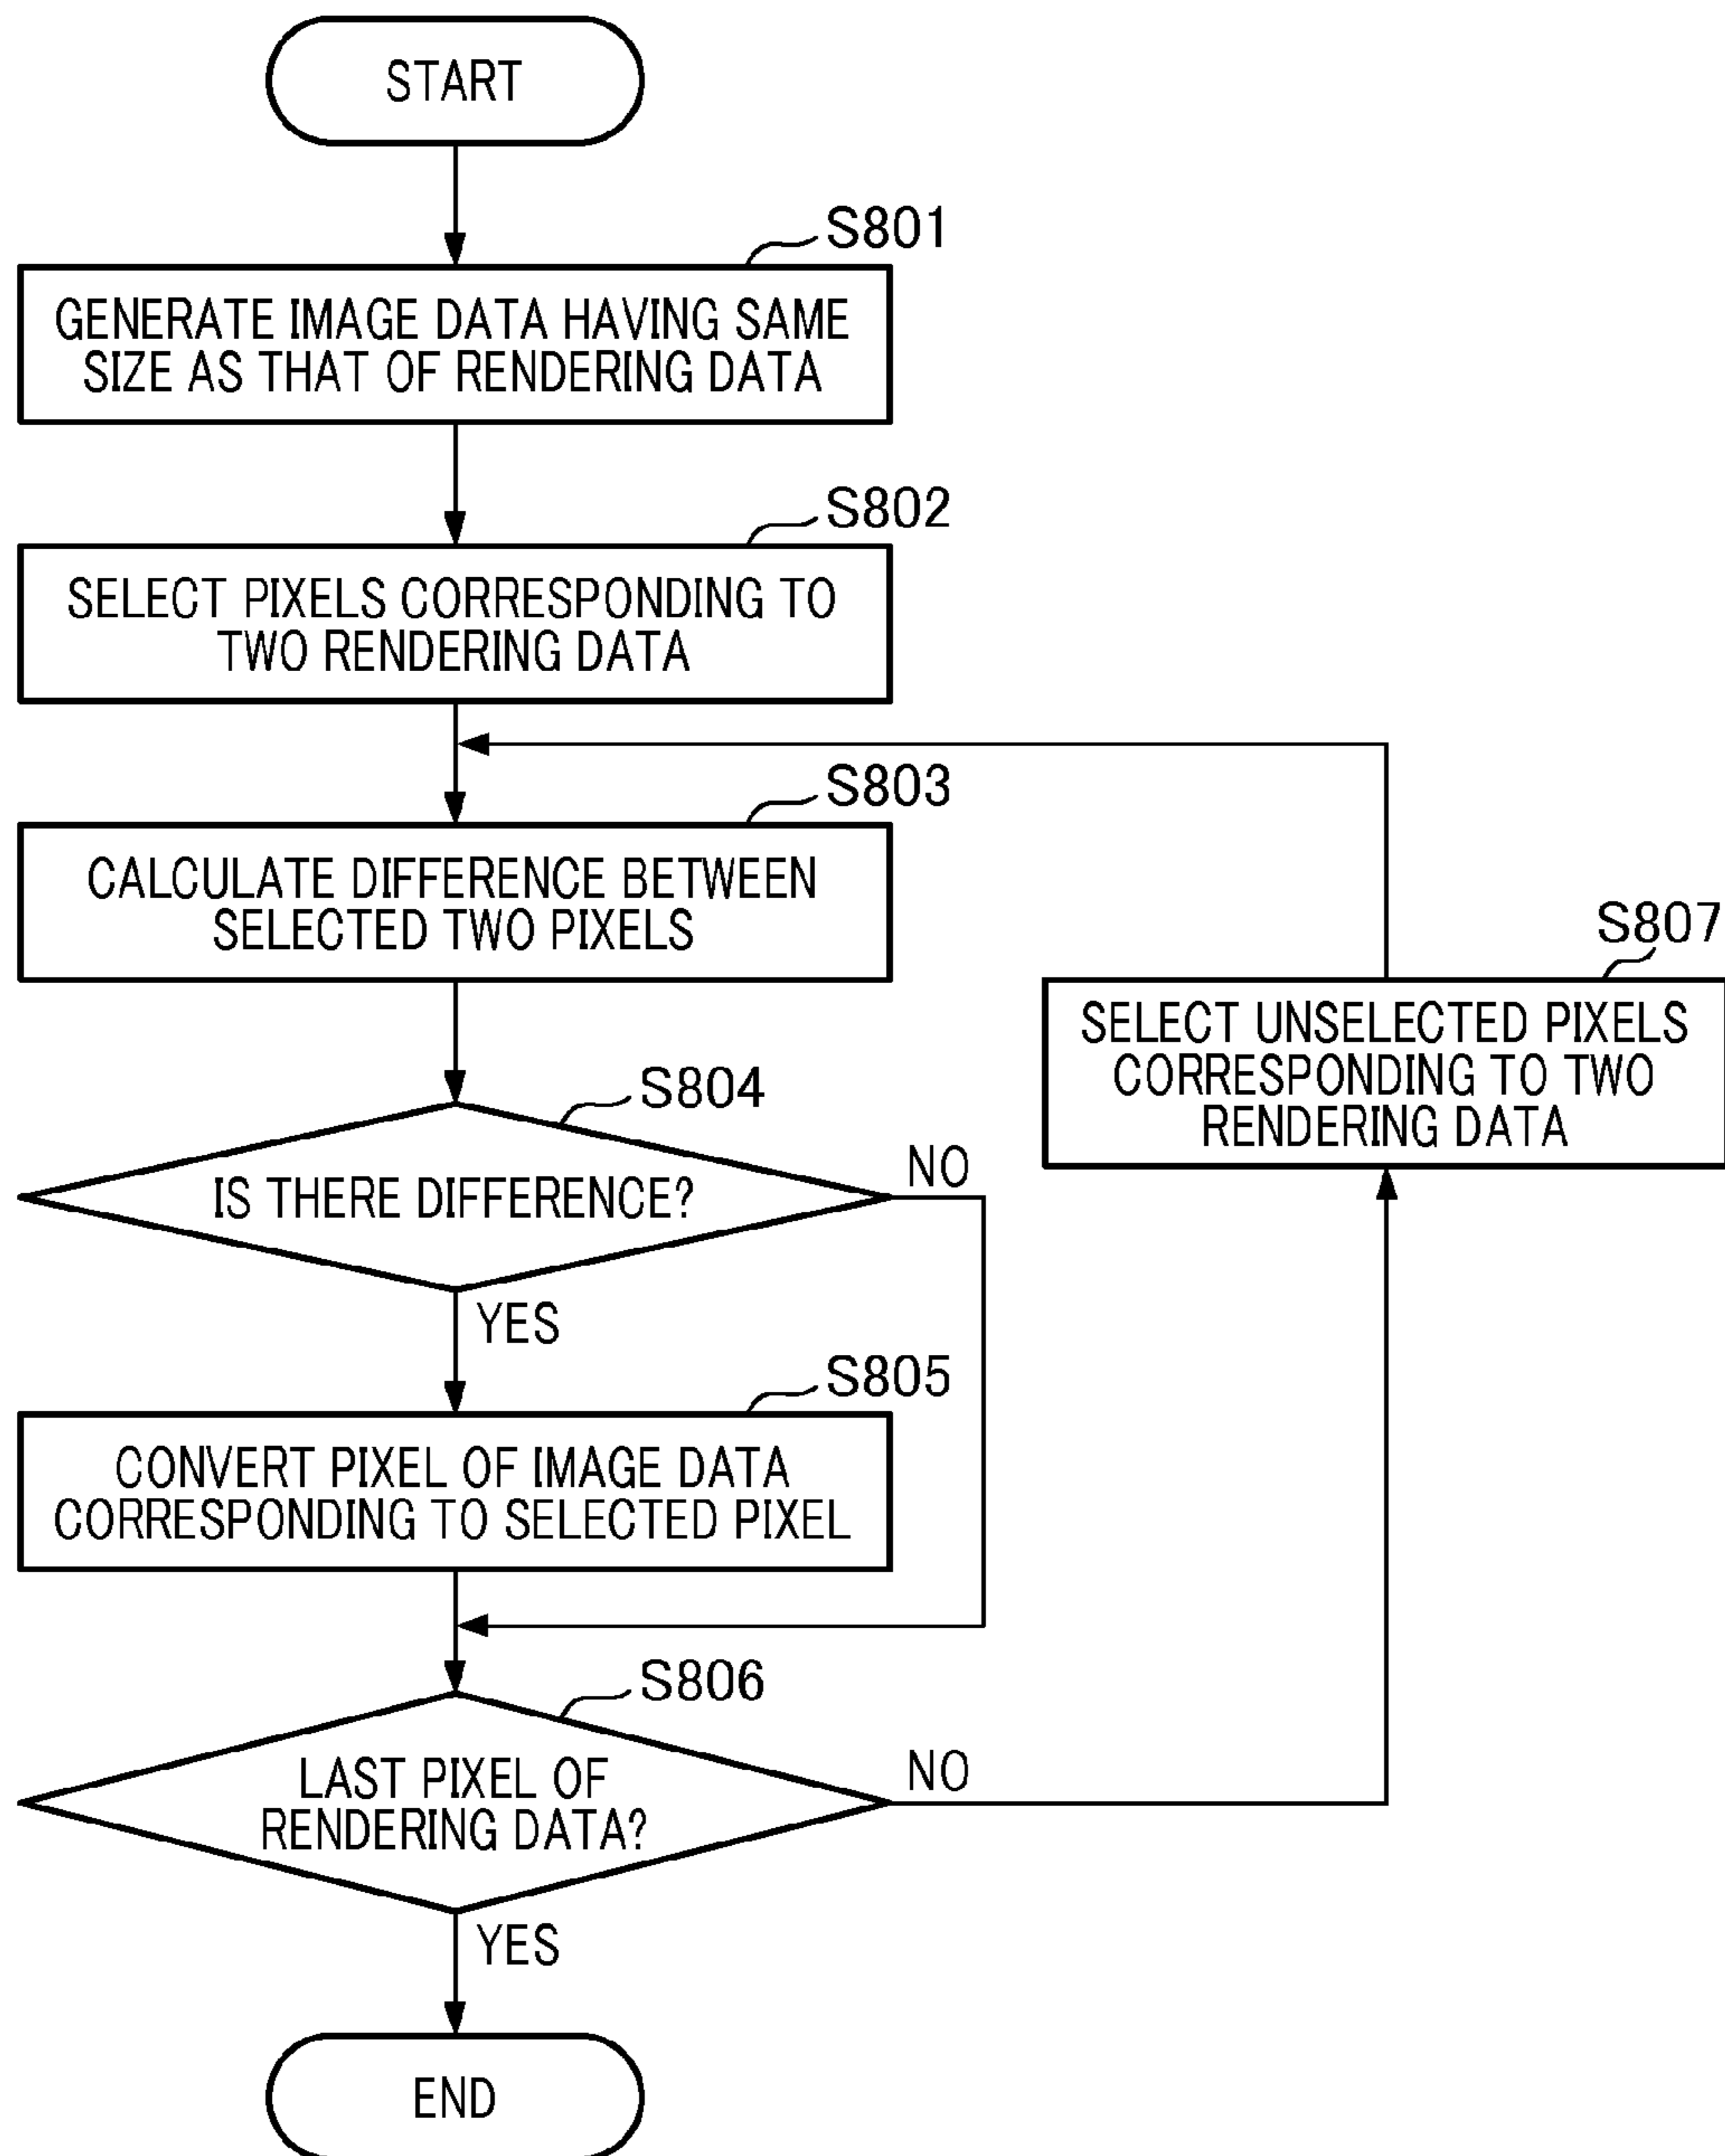 START
S801
GENERATE IMAGE DATA HAVING SAME
SIZE AS THAT OF RENDERING DATA
S802
SELECT PIXELS CORRESPONDING TO
TWO RENDERING DATA
S803
CALCULATE DIFFERENCE BETWEEN
SELECTED TWO PIXELS
S807
SELECT UNSELECTED PIXELS
CORRESPONDING TO TWO
RENDERING DATA
S804
IS THERE DIFFERENCE?
NO
YES
S805
CONVERT PIXEL OF IMAGE DATA
CORRESPONDING TO SELECTED PIXEL
S806
LAST PIXEL OF
RENDERING DATA?
NO
YES
END